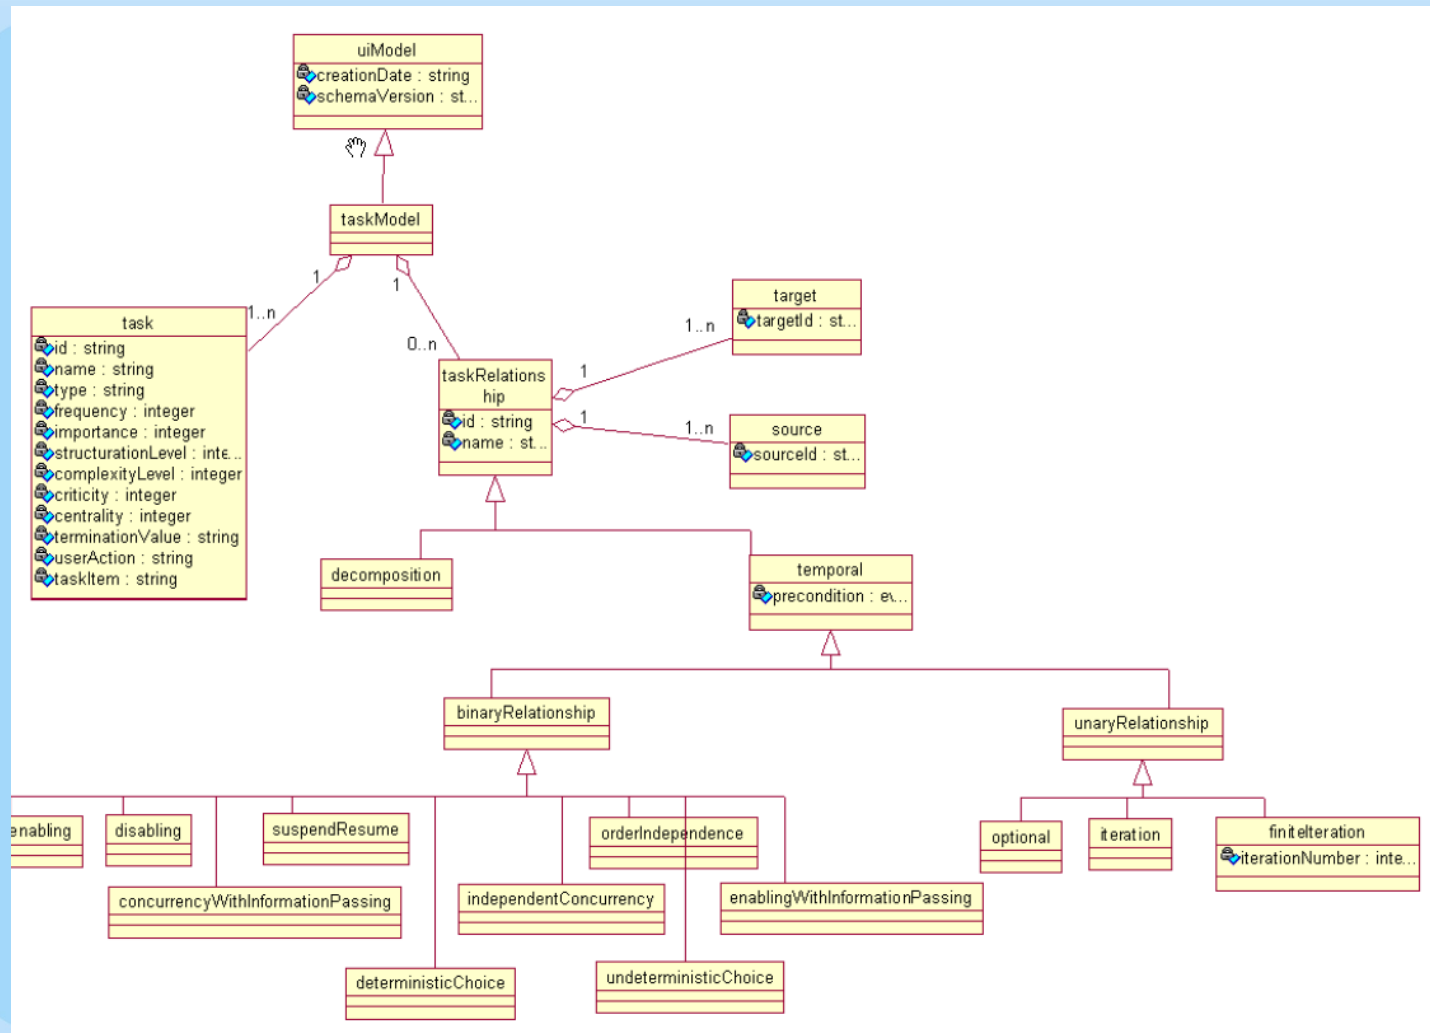 uiModel
creationDate : string
schemaVersion : st...
taskModel
1
1
1..n
0..n
task
id : string
name : string
type : string
frequency : integer
importance : integer
structurationLevel : inte...
complexityLevel : integer
criticity : integer
centrality : integer
terminationValue : string
userAction : string
taskItem : string
taskRelations
hip
id : string
name : st...
1
1..n
target
targetId : st...
1
1..n
source
sourceId : st...
decomposition
temporal
precondition : ev...
binaryRelationship
unaryRelationship
enabling
disabling
suspendResume
orderIndependence
optional
iteration
finiteIteration
iterationNumber : inte...
concurrencyWithInformationPassing
independentConcurrency
enablingWithInformationPassing
deterministicChoice
undeterministicChoice